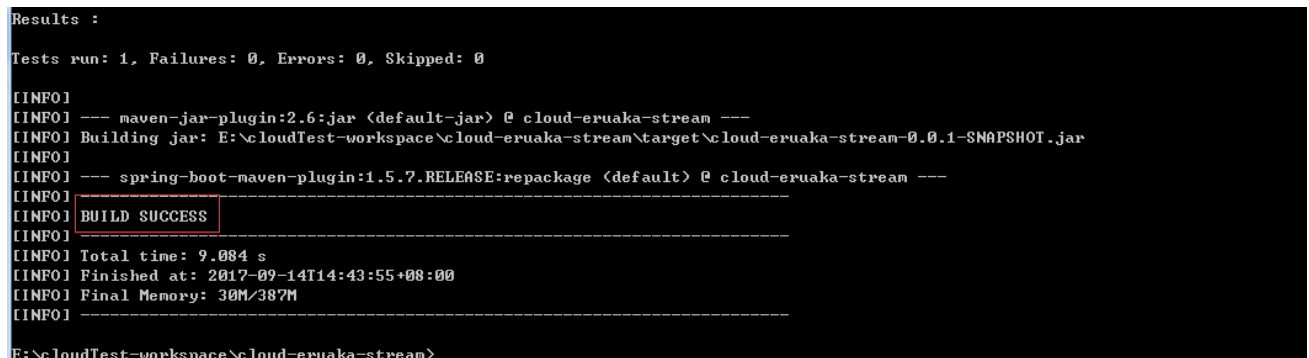 Results :
Tests run: 1, Failures: 0, Errors: 0, Skipped: 0
[INFO]
[INFO] --- maven-jar-plugin:2.6:jar (default-jar) @ cloud-eruaka-stream ---
[INFO] Building jar: E:\cloudTest-workspace\cloud-eruaka-stream\target\cloud-eruaka-stream-0.0.1-SNAPSHOT.jar
[INFO]
[INFO] --- spring-boot-maven-plugin:1.5.7.RELEASE:repackage (default) @ cloud-eruaka-stream ---
[INFO] ------------------------------------------------------------------------
[INFO] BUILD SUCCESS
[INFO] ------------------------------------------------------------------------
[INFO] Total time: 9.084 s
[INFO] Finished at: 2017-09-14T14:43:55+08:00
[INFO] Final Memory: 30M/387M
[INFO] ------------------------------------------------------------------------
E:\cloudTest-workspace\cloud-eruaka-stream>